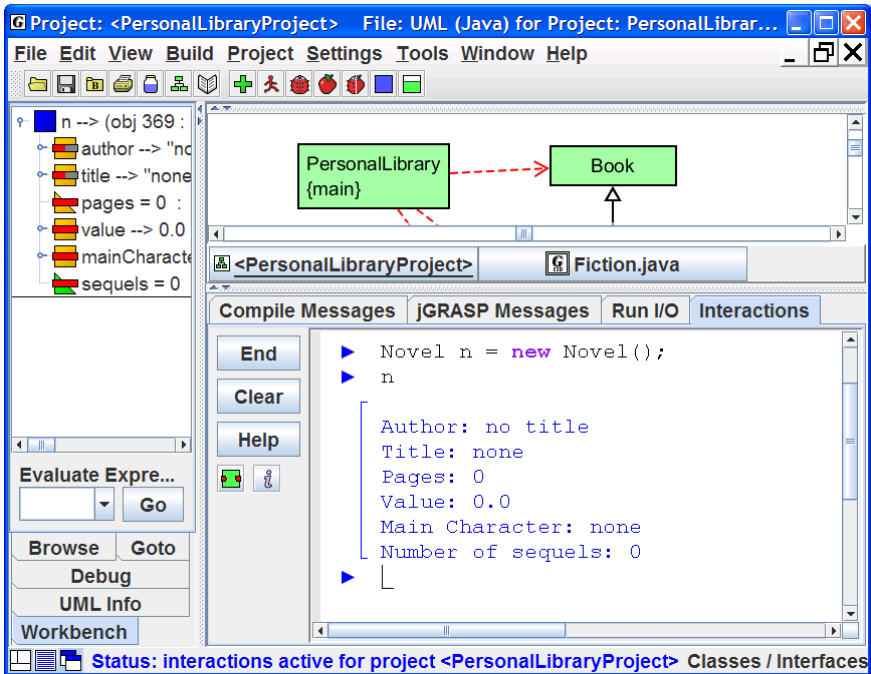 Project: <PersonalLibraryProject> File: UML (Java) for Project: PersonalLibrar...
File Edit View Build Project Settings Tools Window Help
n --> (obj 369 :
author --> "no
title --> "none
pages = 0 :
value --> 0.0
mainCharacte
sequels = 0
Evaluate Expre...
Go
Browse Goto
Debug
UML Info
Workbench
PersonalLibrary
{main}
Book
<PersonalLibraryProject> Fiction.java
Compile Messages jGRASP Messages Run I/O Interactions
End
Clear
Help
Novel n = new Novel();
n
Author: no title
Title: none
Pages: 0
Value: 0.0
Main Character: none
Number of sequels: 0
Status: interactions active for project <PersonalLibraryProject> Classes / Interfaces